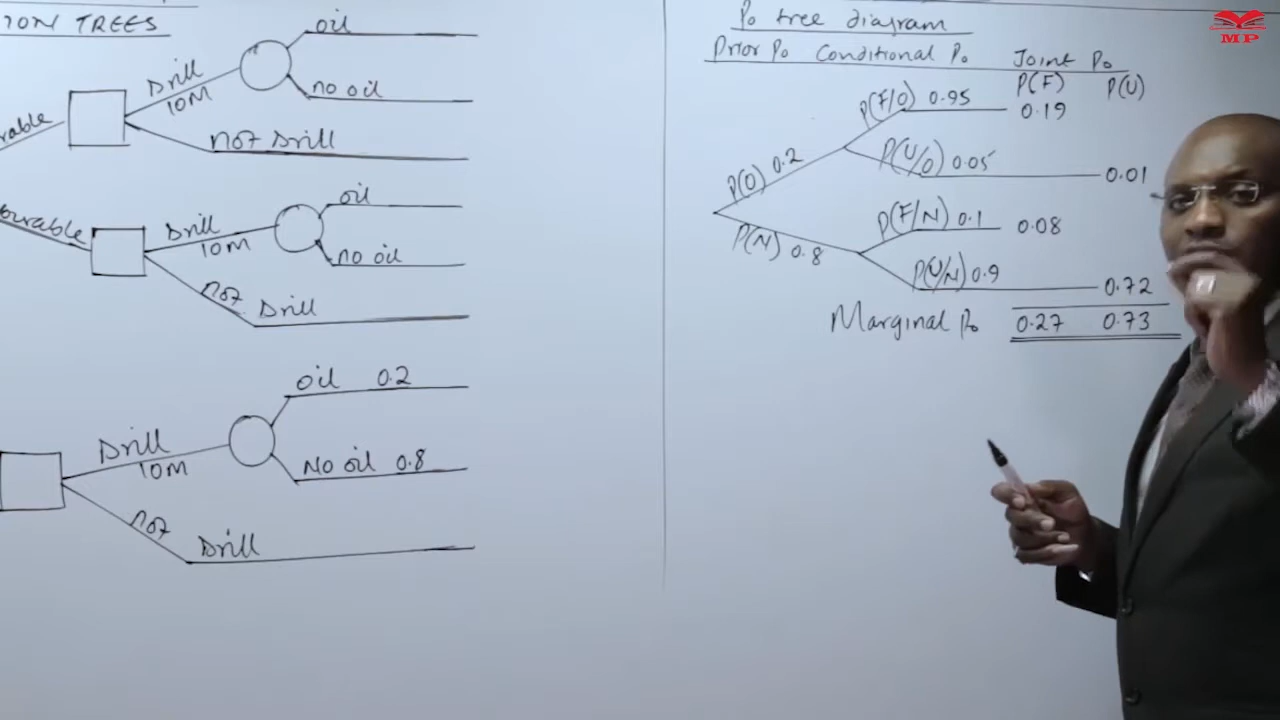 ION TREES
oil
Drill
10M
no oil
rable
Not Drill
oil
ourable
Drill
10M
no oil
not Drill
Oil 0.2
Drill
10M
No oil 0.8
not Drill
Po tree diagram
Prior Po Conditional Po Joint Po
P(F) P(U)
P(F/O) 0.95 0.19
P(O) 0.2
P(U/O) 0.05 0.01
P(F/N) 0.1 0.08
P(N) 0.8
P(U/N) 0.9 0.72
Marginal Po 0.27 0.73
MP